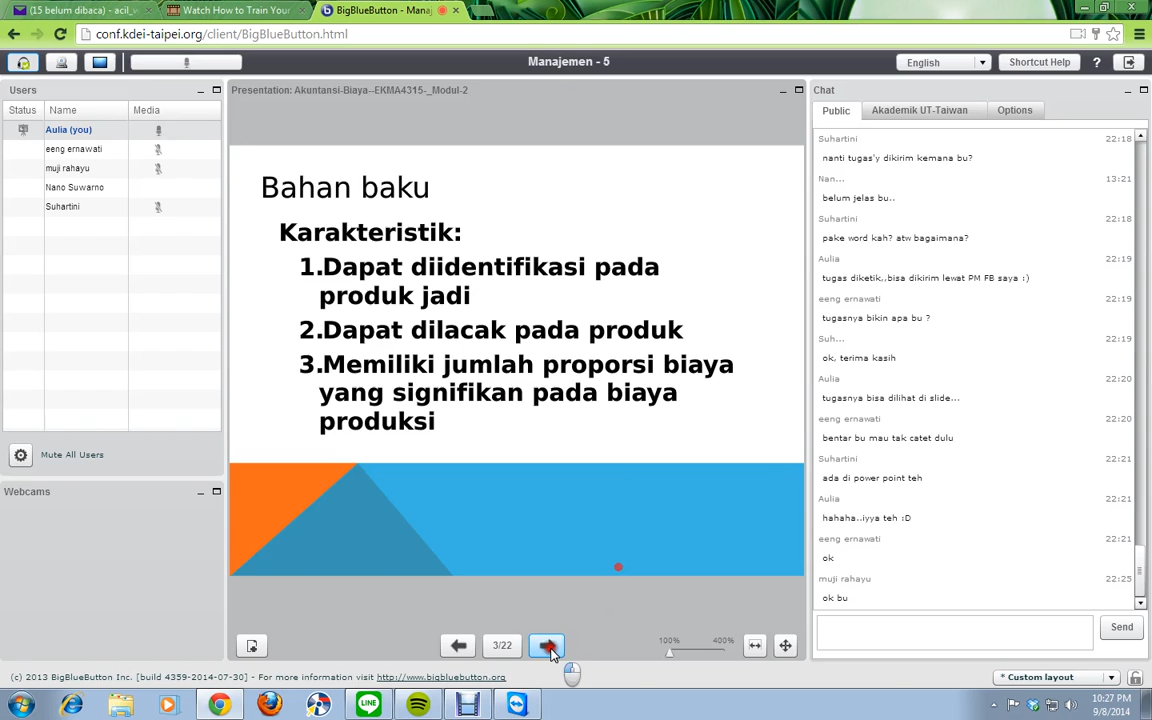 (15 belum dibaca) - acil_
Watch How to Train Your
BigBlueButton - Mana
conf.kdei-taipei.org/client/BigBlueButton.html
Manajemen - 5
English
Shortcut Help
?
Users
Status Name Media
Aulia (you)
eeng ernawati
muji rahayu
Nano Suwarno
Suhartini
Mute All Users
Webcams
Presentation: Akuntansi-Biaya--EKMA4315-_Modul-2
Bahan baku
Karakteristik:
1.Dapat diidentifikasi pada
produk jadi
2.Dapat dilacak pada produk
3.Memiliki jumlah proporsi biaya
yang signifikan pada biaya
produksi
3/22
100% 400%
Chat
Public Akademik UT-Taiwan Options
Suhartini 22:18
nanti tugas'y dikirim kemana bu?
Nan... 13:21
belum jelas bu..
Suhartini 22:18
pake word kah? atw bagaimana?
Aulia 22:19
tugas diketik,,bisa dikirim lewat PM FB saya :)
eeng ernawati 22:19
tugasnya bikin apa bu ?
Suh... 22:19
ok, terima kasih
Aulia 22:20
tugasnya bisa dilihat di slide...
eeng ernawati 22:20
bentar bu mau tak catet dulu
Suhartini 22:21
ada di power point teh
Aulia 22:21
hahaha..iyya teh :D
eeng ernawati 22:21
ok
muji rahayu 22:25
ok bu
Send
(c) 2013 BigBlueButton Inc. [build 4359-2014-07-30] - For more information visit http://www.bigbluebutton.org
* Custom layout
LINE
10:27 PM
9/8/2014